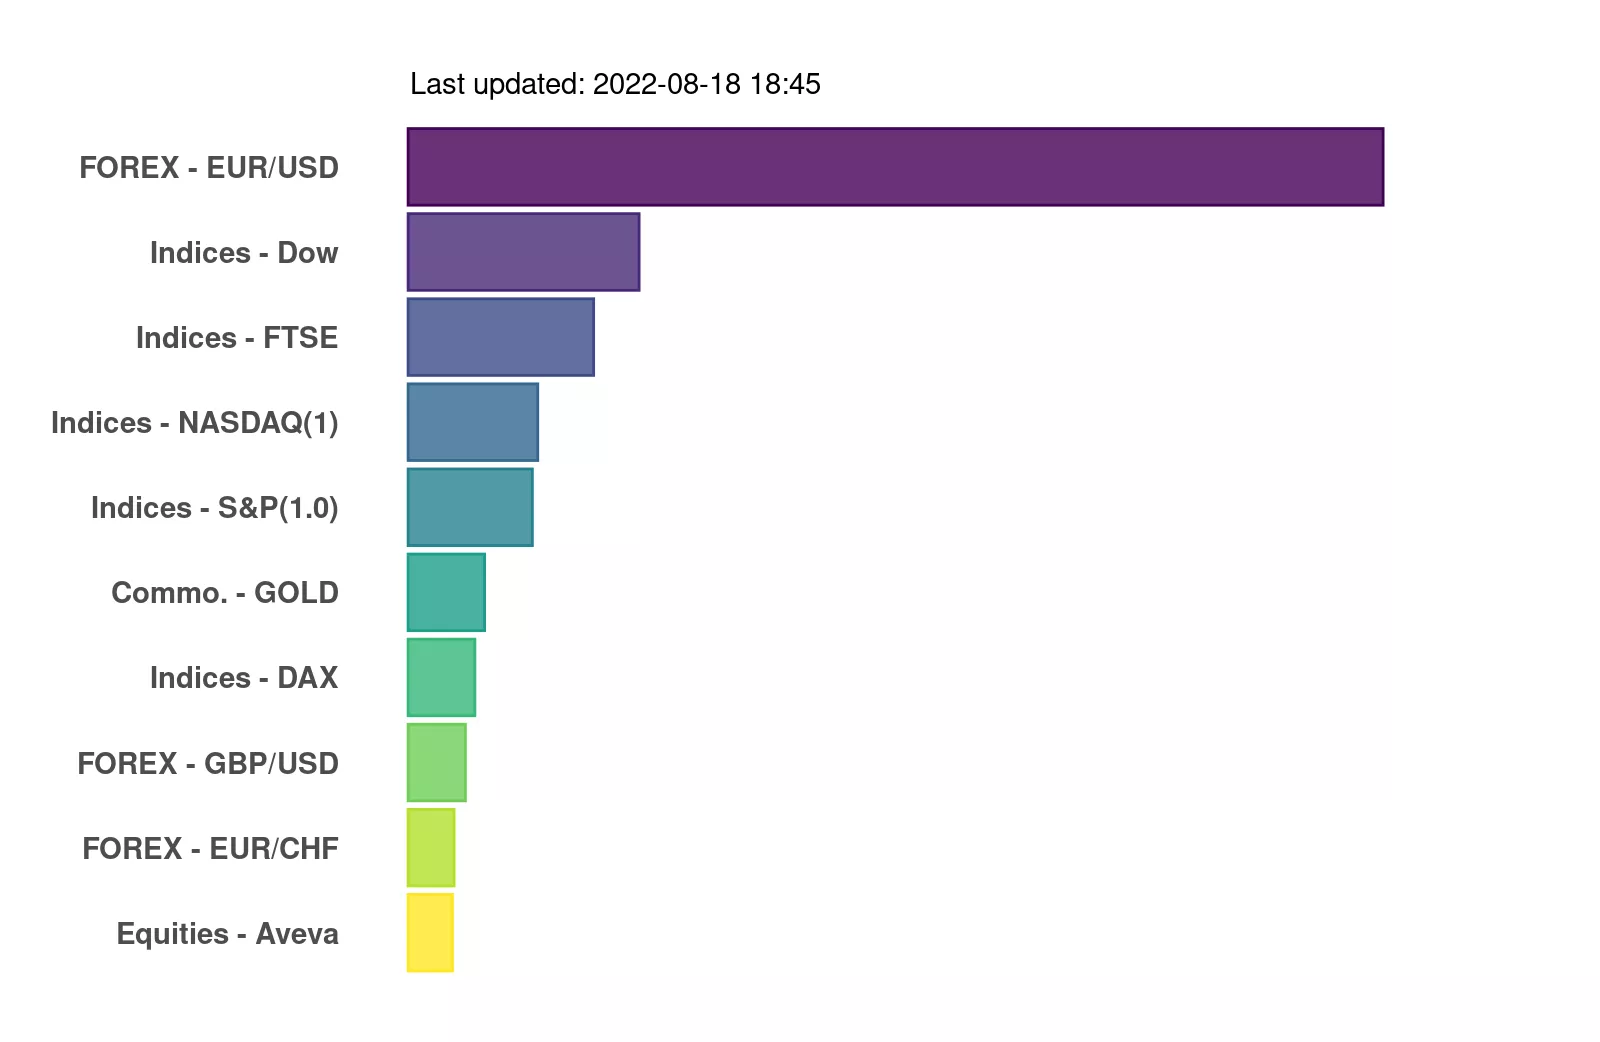 Last updated: 2022-08-18 18:45
FOREX - EUR/USD
Indices - Dow
Indices - FTSE
Indices - NASDAQ(1)
Indices - S&P(1.0)
Commo. - GOLD
Indices - DAX
FOREX - GBP/USD
FOREX - EUR/CHF
Equities - Aveva